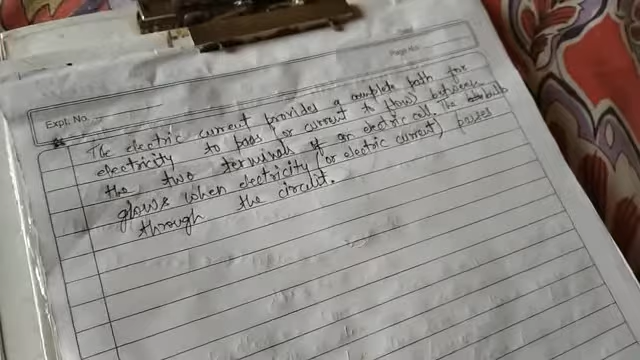 Date
Page No.
Expt. No.
The electric current provides a complete path for
electricity to pass (or current to flow) between
the two terminals of an electric cell. The bulb
glows when electricity (or electric current) passes
through the circuit.